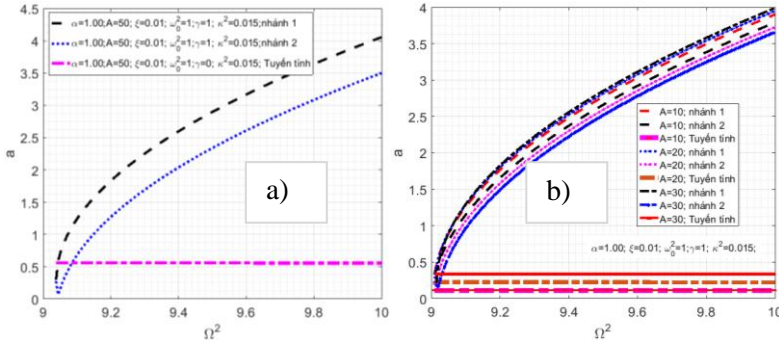 α=1.00;A=50; ξ=0.01; ω₀²=1;γ=1; κ²=0.015;nhánh 1
α=1.00;A=50; ξ=0.01; ω₀²=1;γ=1; κ²=0.015;nhánh 2
α=1.00;A=50; ξ=0.01; ω₀²=1;γ=0; κ²=0.015; Tuyến tính
4.5
4
3.5
3
2.5
2
1.5
1
0.5
0
a
a)
9
9.2
9.4
9.6
9.8
10
Ω²
4
3.5
3
2.5
2
1.5
1
0.5
0
a
b)
A=10; nhánh 1
A=10; nhánh 2
A=10; Tuyến tính
A=20; nhánh 1
A=20; nhánh 2
A=20; Tuyến tính
A=30; nhánh 1
A=30; nhánh 2
A=30; Tuyến tính
α=1.00; ξ=0.01; ω₀²=1;γ=1; κ²=0.015;
9
9.2
9.4
9.6
9.8
10
Ω²